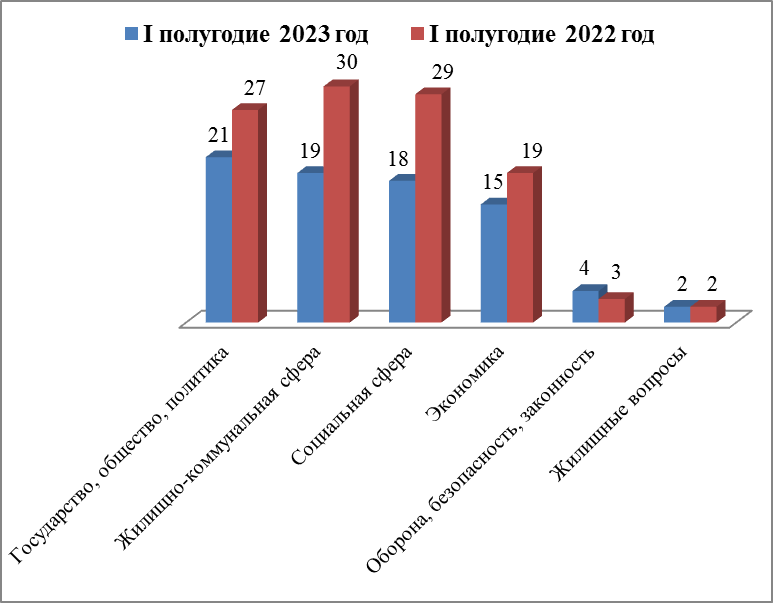 I полугодие 2023 год I полугодие 2022 год
21 27 19 30 18 29 15 19 4 3 2 2
Государство, общество, политика
Жилищно-коммунальная сфера
Социальная сфера
Экономика
Оборона, безопасность, законность
Жилищные вопросы